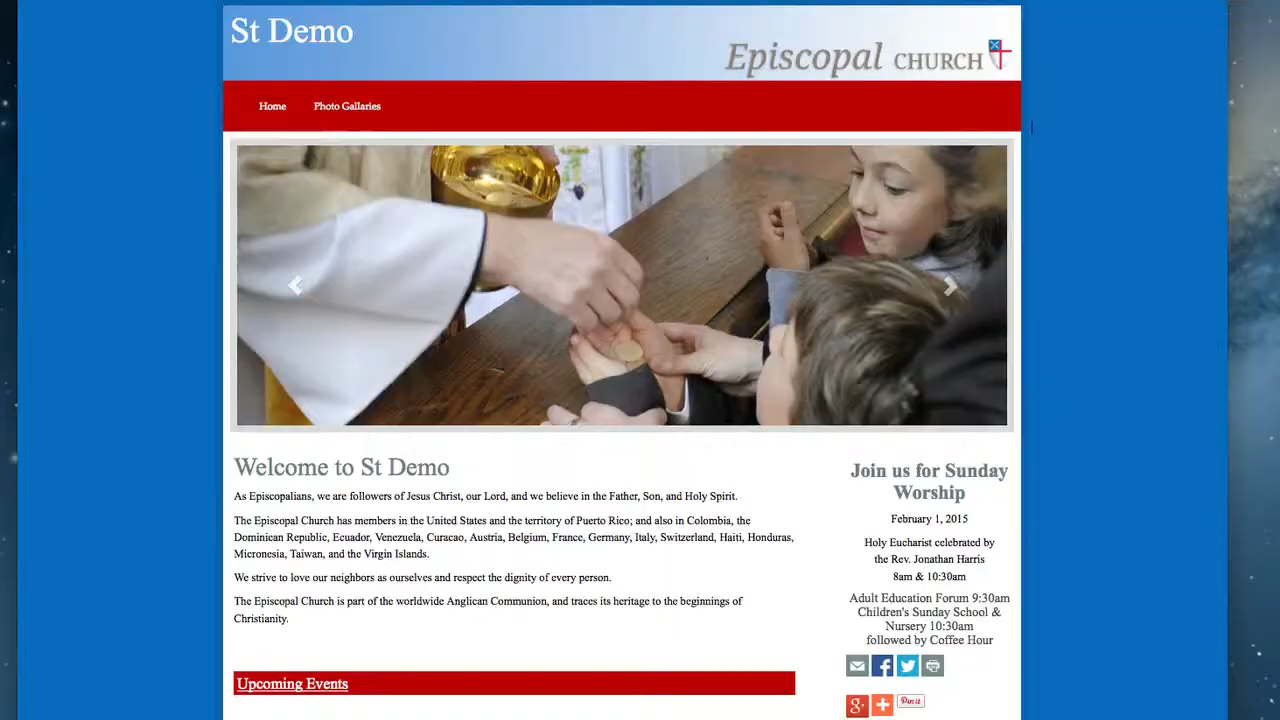 St Demo
Episcopal CHURCH
Home Photo Gallaries
Welcome to St Demo
As Episcopalians, we are followers of Jesus Christ, our Lord, and we believe in the Father, Son, and Holy Spirit.
The Episcopal Church has members in the United States and the territory of Puerto Rico; and also in Colombia, the
Dominican Republic, Ecuador, Venezuela, Curacao, Austria, Belgium, France, Germany, Italy, Switzerland, Haiti, Honduras,
Micronesia, Taiwan, and the Virgin Islands.
We strive to love our neighbors as ourselves and respect the dignity of every person.
The Episcopal Church is part of the worldwide Anglican Communion, and traces its heritage to the beginnings of
Christianity.
Upcoming Events
Join us for Sunday
Worship
February 1, 2015
Holy Eucharist celebrated by
the Rev. Jonathan Harris
8am & 10:30am
Adult Education Forum 9:30am
Children's Sunday School &
Nursery 10:30am
followed by Coffee Hour
Pin it